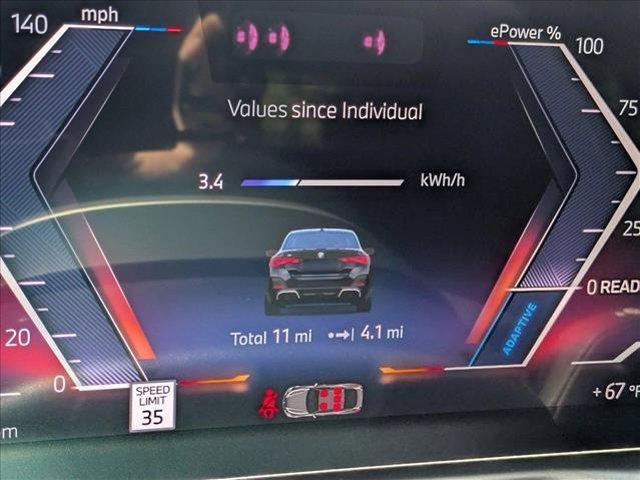 140 mph
ePower % 100
75
Values since Individual
3.4 kWh/h
25
0 READ
ADAPTIVE
Total 11 mi 4.1 mi
20
0
SPEED
LIMIT
35
+67 °F